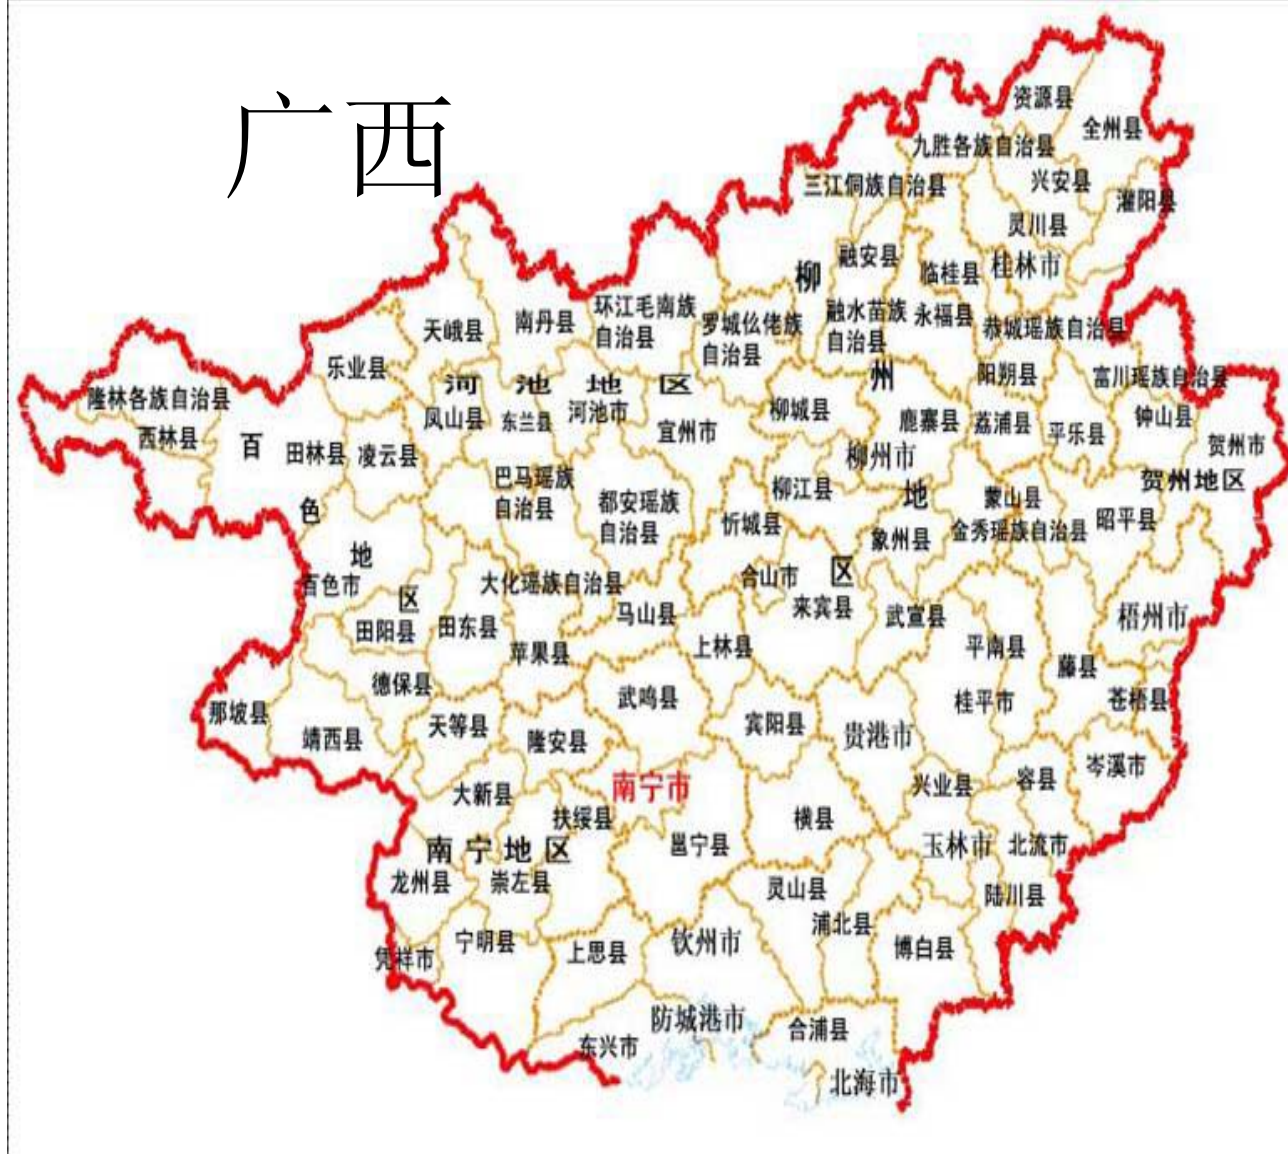 广西
资源县
全州县
九胜各族自治县
兴安县
三江侗族自治县
灌阳县
灵川县
融安县
临桂县
桂林市
柳
州
地
区
天峨县
南丹县
环江毛南族
自治县
罗城仫佬族
自治县
融水苗族
自治县
永福县
恭城瑶族自治县
乐业县
河池地区
阳朔县
富川瑶族自治县
隆林各族自治县
凤山县
东兰县
河池市
宜州市
柳城县
鹿寨县
荔浦县
平乐县
钟山县
贺州市
西林县
百
色
地
区
田林县
凌云县
柳州市
贺州地区
巴马瑶族
自治县
都安瑶族
自治县
柳江县
忻城县
蒙山县
金秀瑶族自治县
昭平县
象州县
百色市
大化瑶族自治县
合山市
来宾县
马山县
武宣县
梧州市
田阳县
田东县
苹果县
上林县
平南县
藤县
德保县
武鸣县
桂平市
苍梧县
那坡县
靖西县
天等县
隆安县
宾阳县
贵港市
岑溪市
南宁市
兴业县
容县
大新县
扶绥县
横县
南宁地区
邕宁县
玉林市
北流市
龙州县
崇左县
灵山县
陆川县
浦北县
凭祥市
宁明县
上思县
钦州市
博白县
防城港市
合浦县
东兴市
北海市